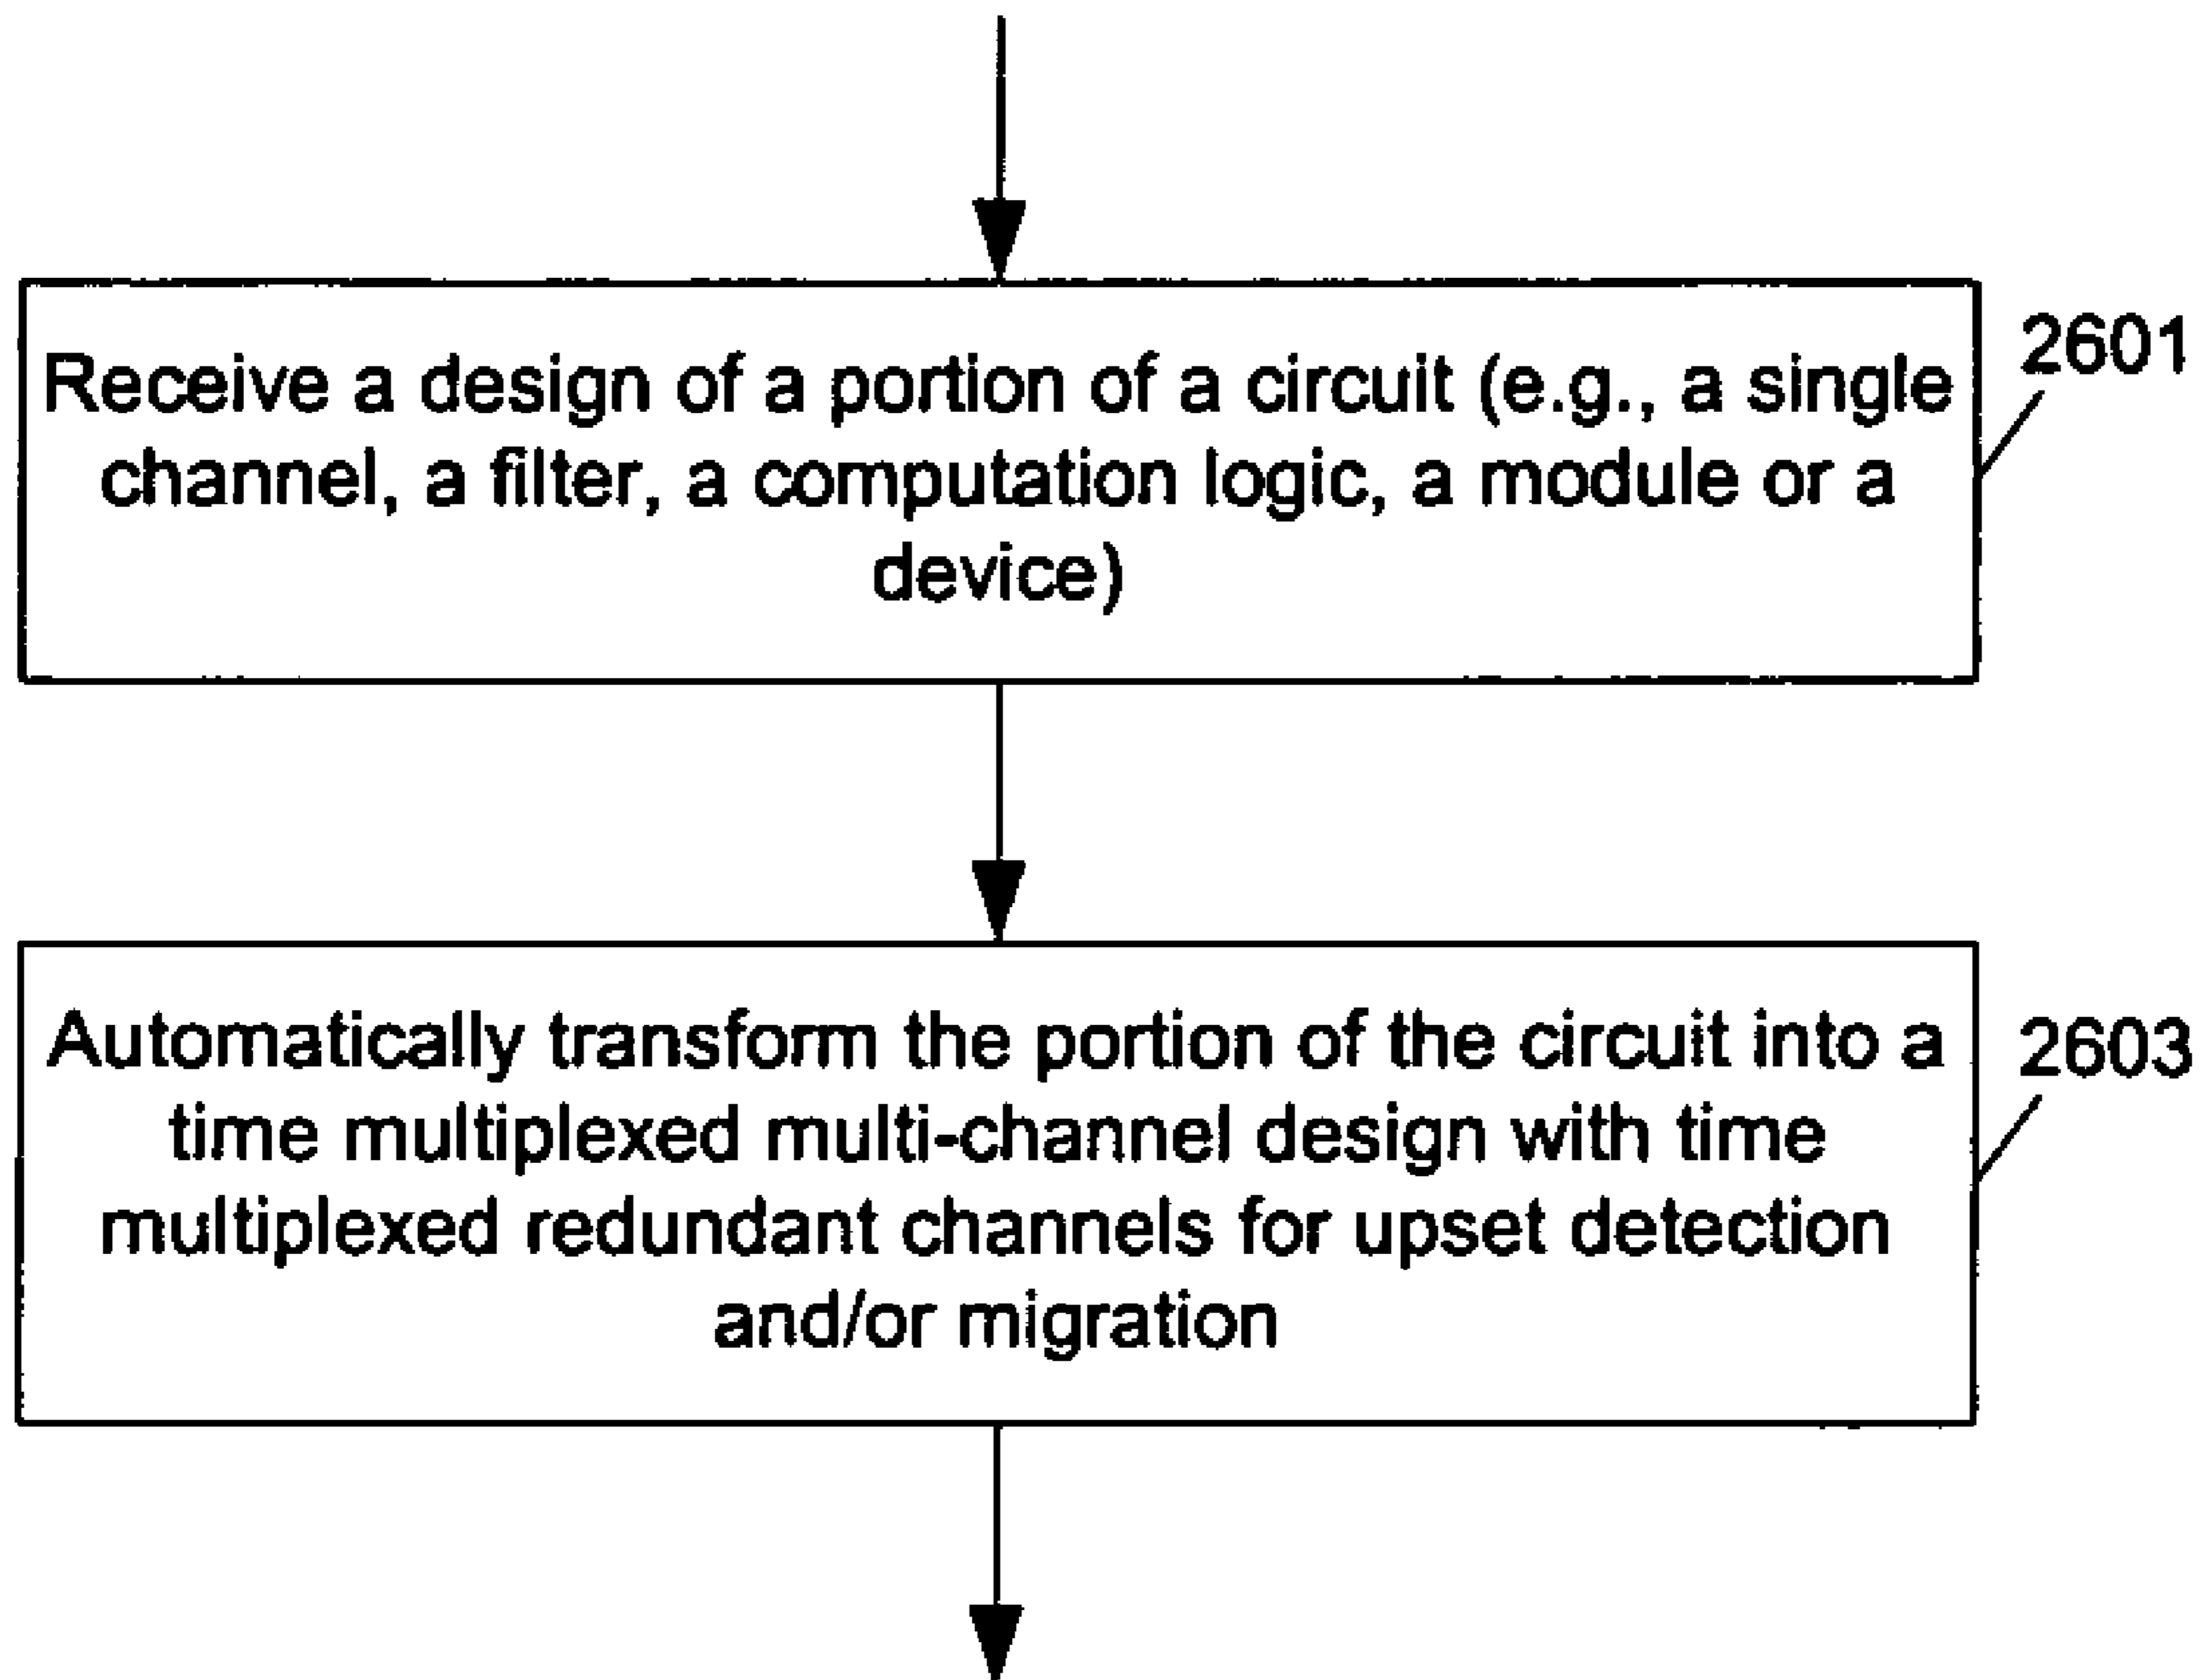 Receive a design of a portion of a circuit (e.g., a single
channel, a filter, a computation logic, a module or a
device)
2601
Automatically transform the portion of the circuit into a
time multiplexed multi-channel design with time
multiplexed redundant channels for upset detection
and/or migration
2603